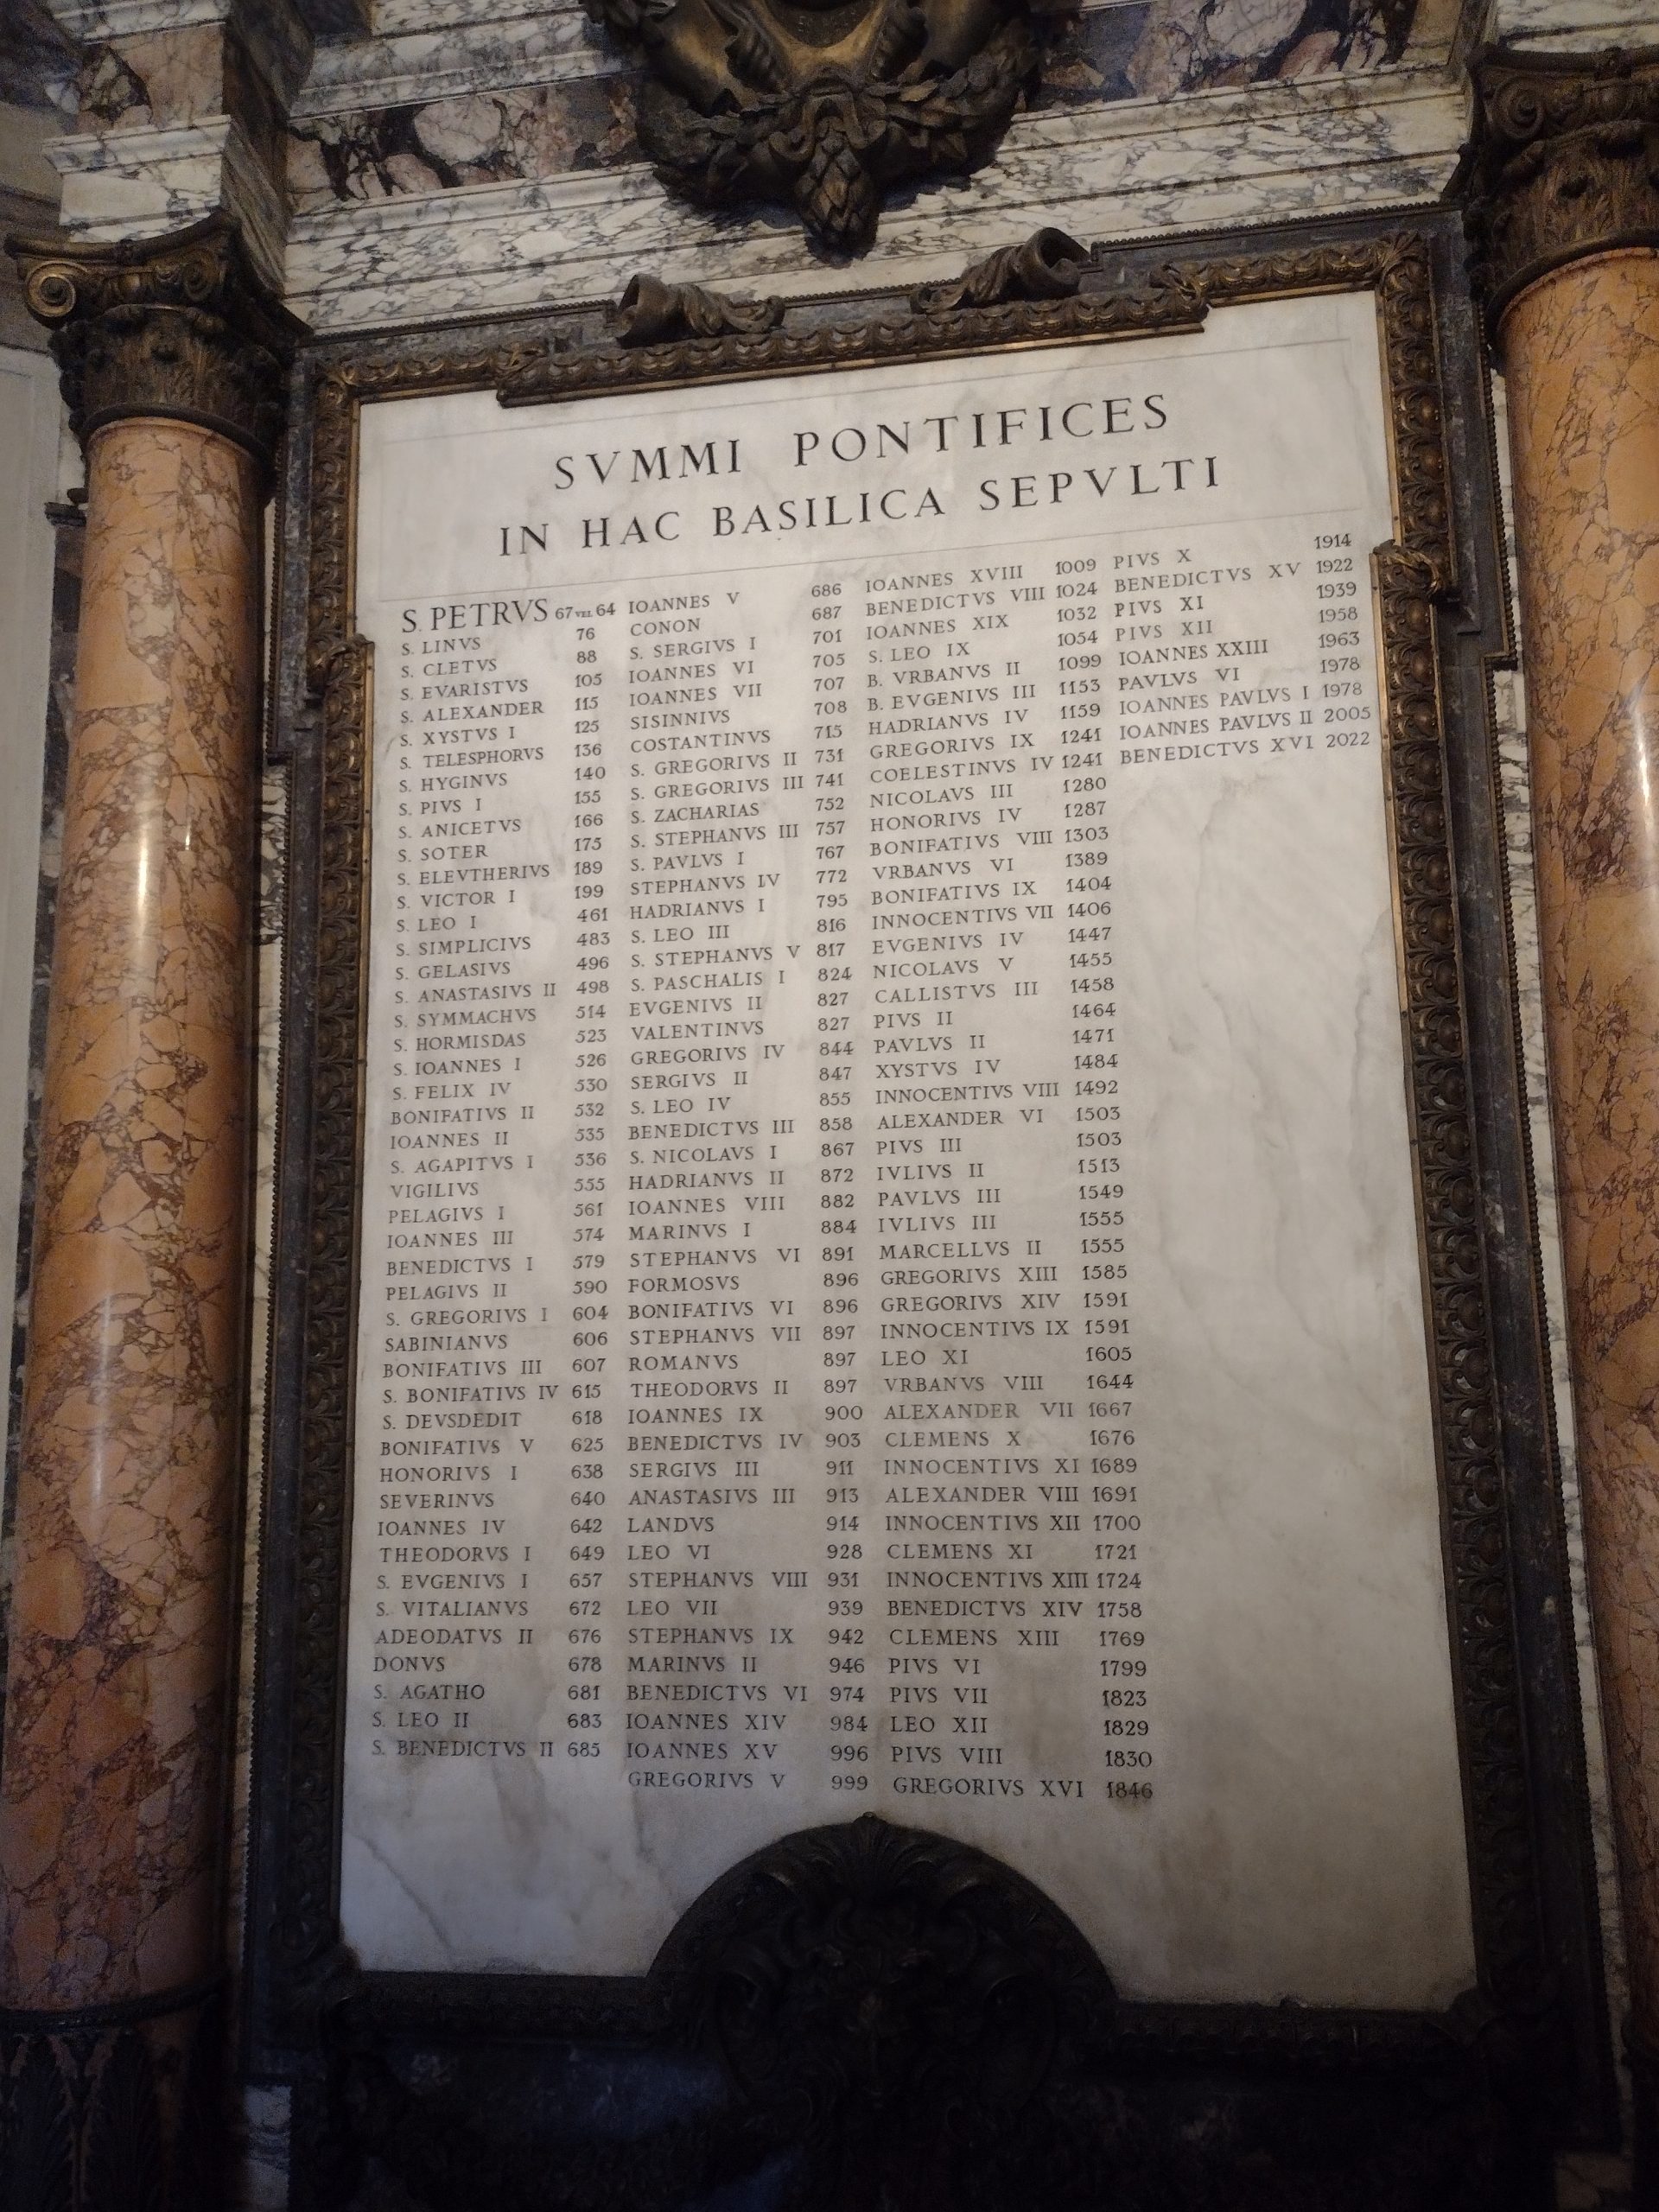 SVMMI PONTIFICES
IN HAC BASILICA SEPVLTI
S. PETRVS 67 VEL 64
S. LINVS 76
S. CLETVS 88
S. EVARISTVS 105
S. ALEXANDER 115
S. XYSTVS I 125
S. TELESPHORVS 136
S. HYGINVS 140
S. PIVS I 155
S. ANICETVS 166
S. SOTER 175
S. ELEVTHERIVS 189
S. VICTOR I 199
S. LEO I 461
S. SIMPLICIVS 483
S. GELASIVS 496
S. ANASTASIVS II 498
S. SYMMACHVS 514
S. HORMISDAS 523
S. IOANNES I 526
S. FELIX IV 530
BONIFATIVS II 532
IOANNES II 535
S. AGAPITVS I 536
VIGILIVS 555
PELAGIVS I 561
IOANNES III 574
BENEDICTVS I 579
PELAGIVS II 590
S. GREGORIVS I 604
SABINIANVS 606
BONIFATIVS III 607
S. BONIFATIVS IV 615
S. DEVSDEDIT 618
BONIFATIVS V 625
HONORIVS I 638
SEVERINVS 640
IOANNES IV 642
THEODORVS I 649
S. EVGENIVS I 657
S. VITALIANVS 672
ADEODATVS II 676
DONVS 678
S. AGATHO 681
S. LEO II 683
S. BENEDICTVS II 685
IOANNES V 686
CONON 687
S. SERGIVS I 701
IOANNES VI 705
IOANNES VII 707
SISINNIVS 708
COSTANTINVS 715
S. GREGORIVS II 731
S. GREGORIVS III 741
S. ZACHARIAS 752
S. STEPHANVS III 757
S. PAVLVS I 767
STEPHANVS IV 772
HADRIANVS I 795
S. LEO III 816
S. STEPHANVS V 817
S. PASCHALIS I 824
EVGENIVS II 827
VALENTINVS 827
GREGORIVS IV 844
SERGIVS II 847
S. LEO IV 855
BENEDICTVS III 858
S. NICOLAVS I 867
HADRIANVS II 872
IOANNES VIII 882
MARINVS I 884
STEPHANVS VI 891
FORMOSVS 896
BONIFATIVS VI 896
STEPHANVS VII 897
ROMANVS 897
THEODORVS II 897
IOANNES IX 900
BENEDICTVS IV 903
SERGIVS III 911
ANASTASIVS III 913
LANDVS 914
LEO VI 928
STEPHANVS VIII 931
LEO VII 939
STEPHANVS IX 942
MARINVS II 946
BENEDICTVS VI 974
IOANNES XIV 984
IOANNES XV 996
GREGORIVS V 999
IOANNES XVIII 1009
BENEDICTVS VIII 1024
IOANNES XIX 1032
S. LEO IX 1054
B. VRBANVS II 1099
B. EVGENIVS III 1153
HADRIANVS IV 1159
GREGORIVS IX 1241
COELESTINVS IV 1241
NICOLAVS III 1280
HONORIVS IV 1287
BONIFATIVS VIII 1303
VRBANVS VI 1389
BONIFATIVS IX 1404
INNOCENTIVS VII 1406
EVGENIVS IV 1447
NICOLAVS V 1455
CALLISTVS III 1458
PIVS II 1464
PAVLVS II 1471
XYSTVS IV 1484
INNOCENTIVS VIII 1492
ALEXANDER VI 1503
PIVS III 1503
IVLIVS II 1513
PAVLVS III 1549
IVLIVS III 1555
MARCELLVS II 1555
GREGORIVS XIII 1585
GREGORIVS XIV 1591
INNOCENTIVS IX 1591
LEO XI 1605
VRBANVS VIII 1644
ALEXANDER VII 1667
CLEMENS X 1676
INNOCENTIVS XI 1689
ALEXANDER VIII 1691
INNOCENTIVS XII 1700
CLEMENS XI 1721
INNOCENTIVS XIII 1724
BENEDICTVS XIV 1758
CLEMENS XIII 1769
PIVS VI 1799
PIVS VII 1823
LEO XII 1829
PIVS VIII 1830
GREGORIVS XVI 1846
PIVS X 1914
BENEDICTVS XV 1922
PIVS XI 1939
PIVS XII 1958
IOANNES XXIII 1963
PAVLVS VI 1978
IOANNES PAVLVS I 1978
IOANNES PAVLVS II 2005
BENEDICTVS XVI 2022